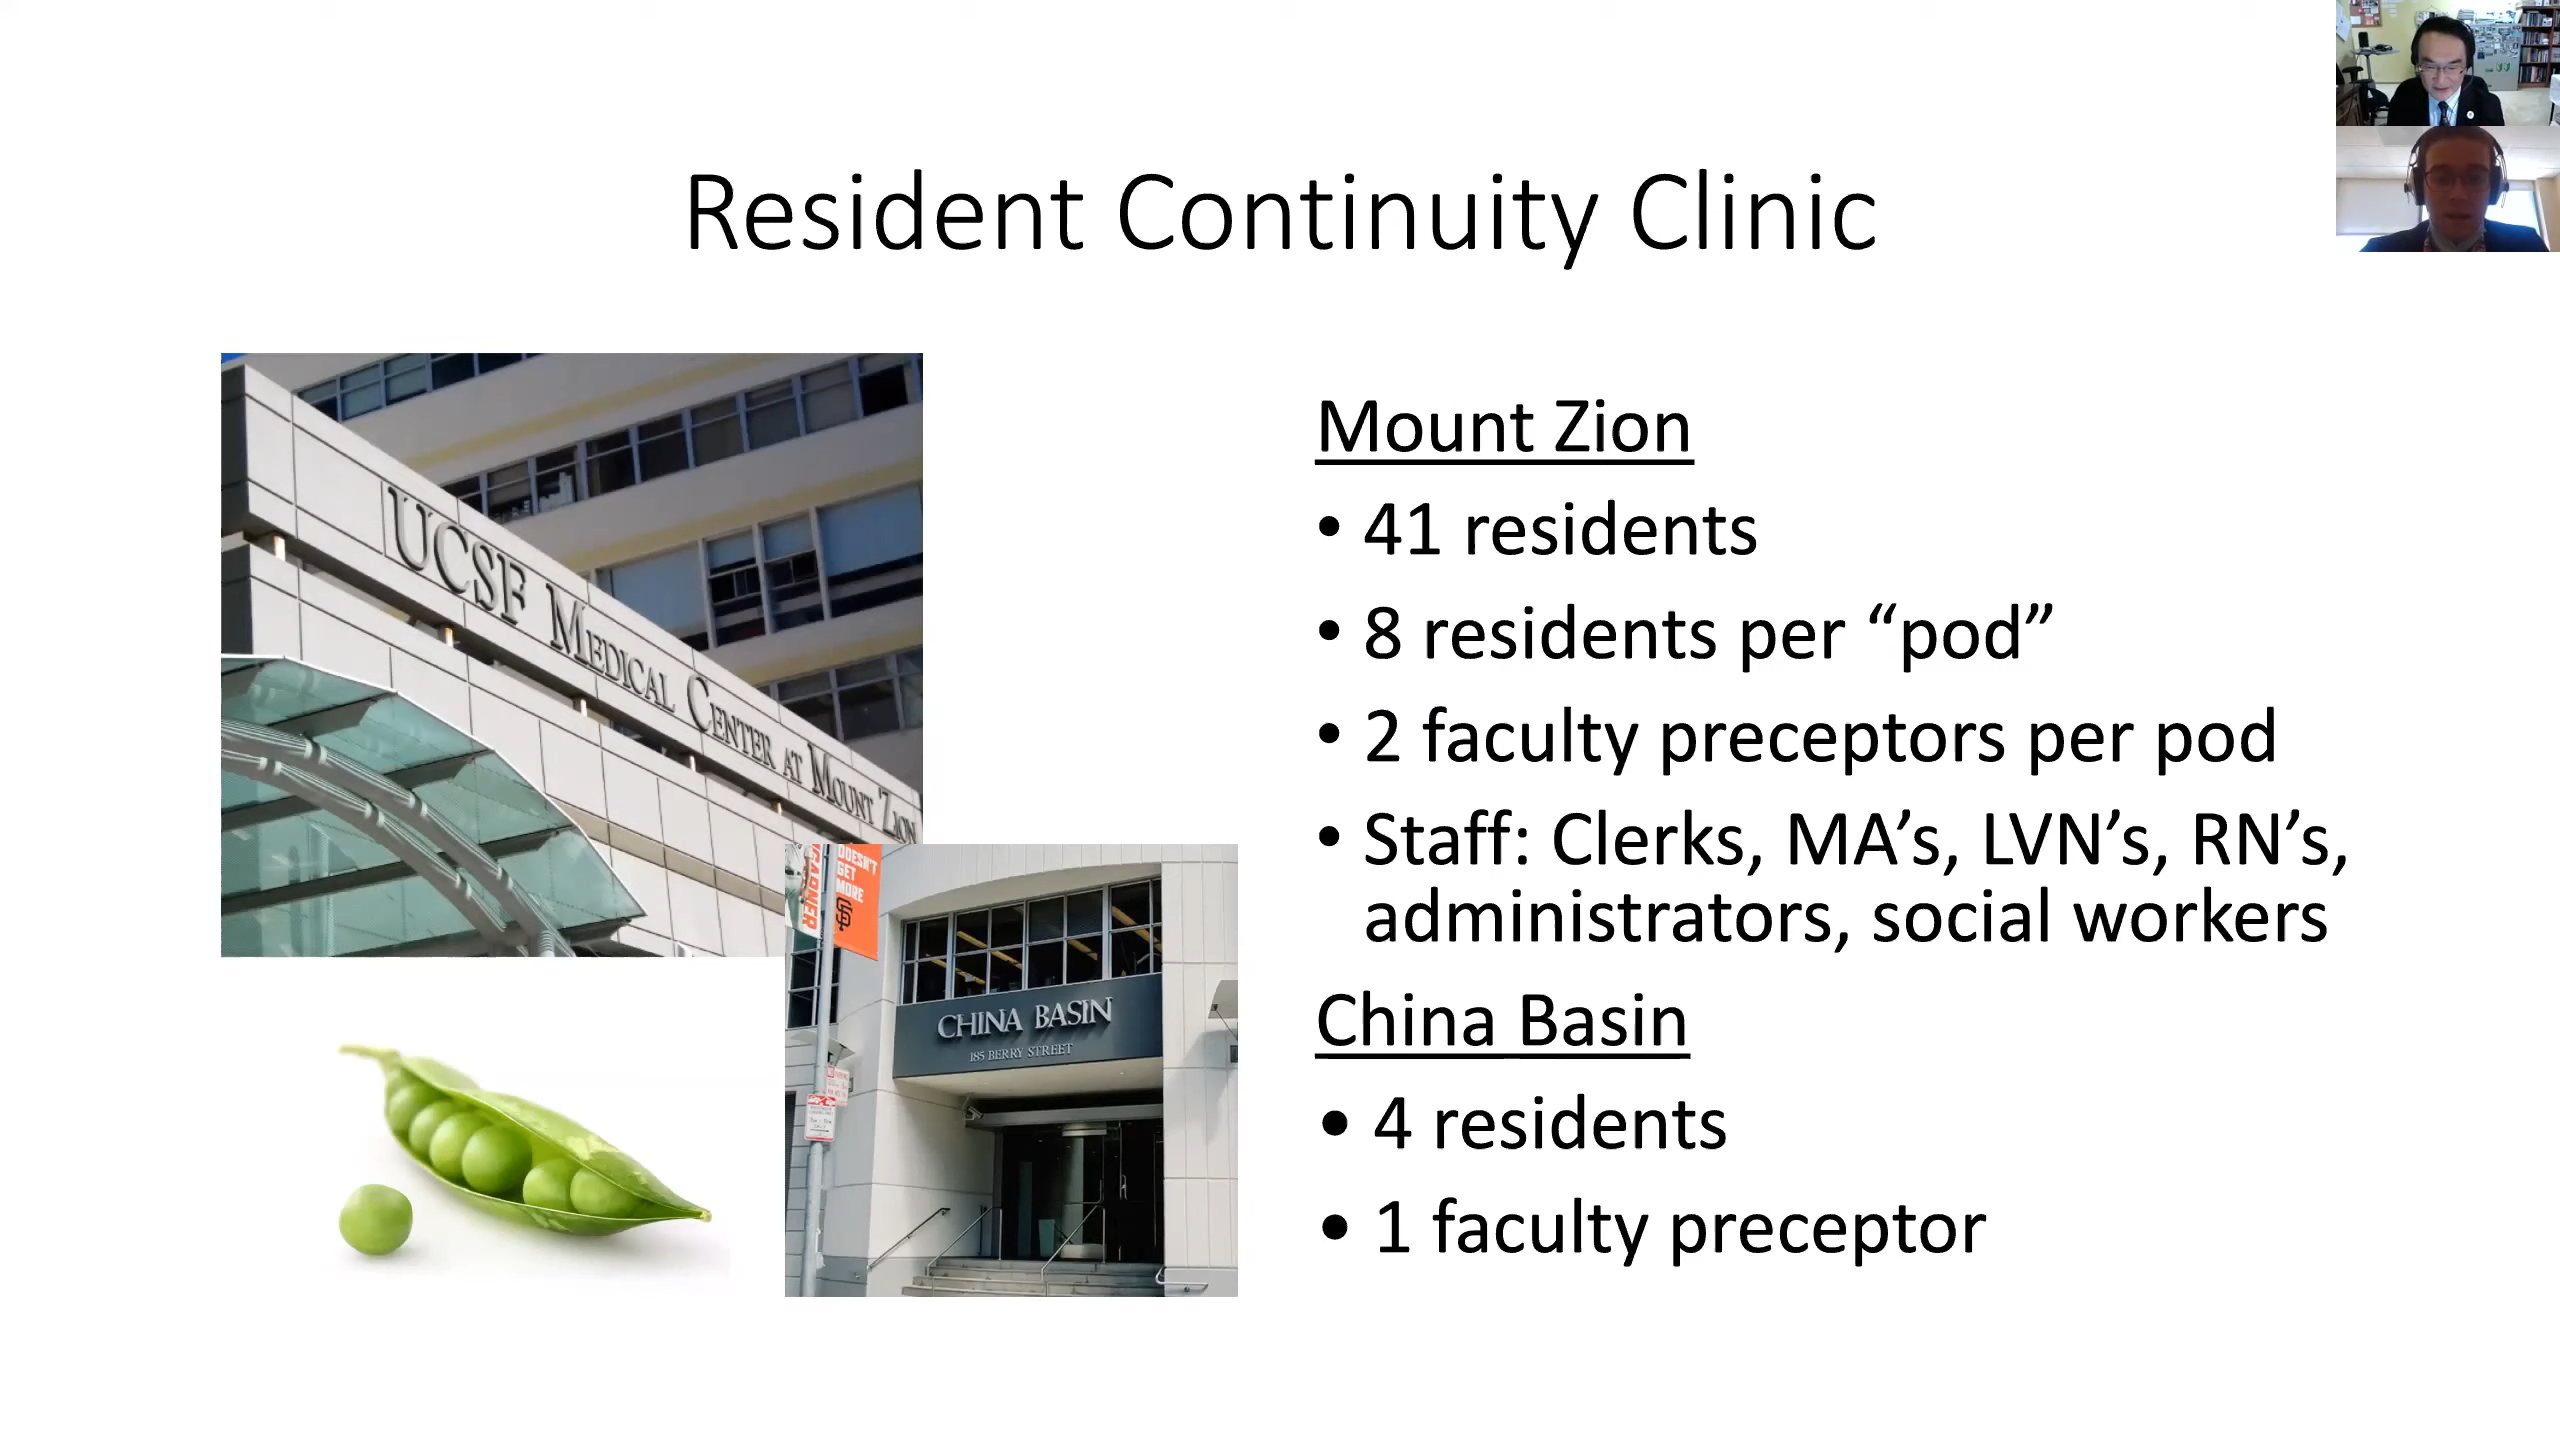 Resident Continuity Clinic
UCSF MEDICAL CENTER AT MOUNT ZION
DOESN'T
GET
MORE
SF
CHINA BASIN
185 BERRY STREET
Mount Zion
• 41 residents
• 8 residents per “pod”
• 2 faculty preceptors per pod
• Staff: Clerks, MA’s, LVN’s, RN’s,
administrators, social workers
China Basin
• 4 residents
• 1 faculty preceptor